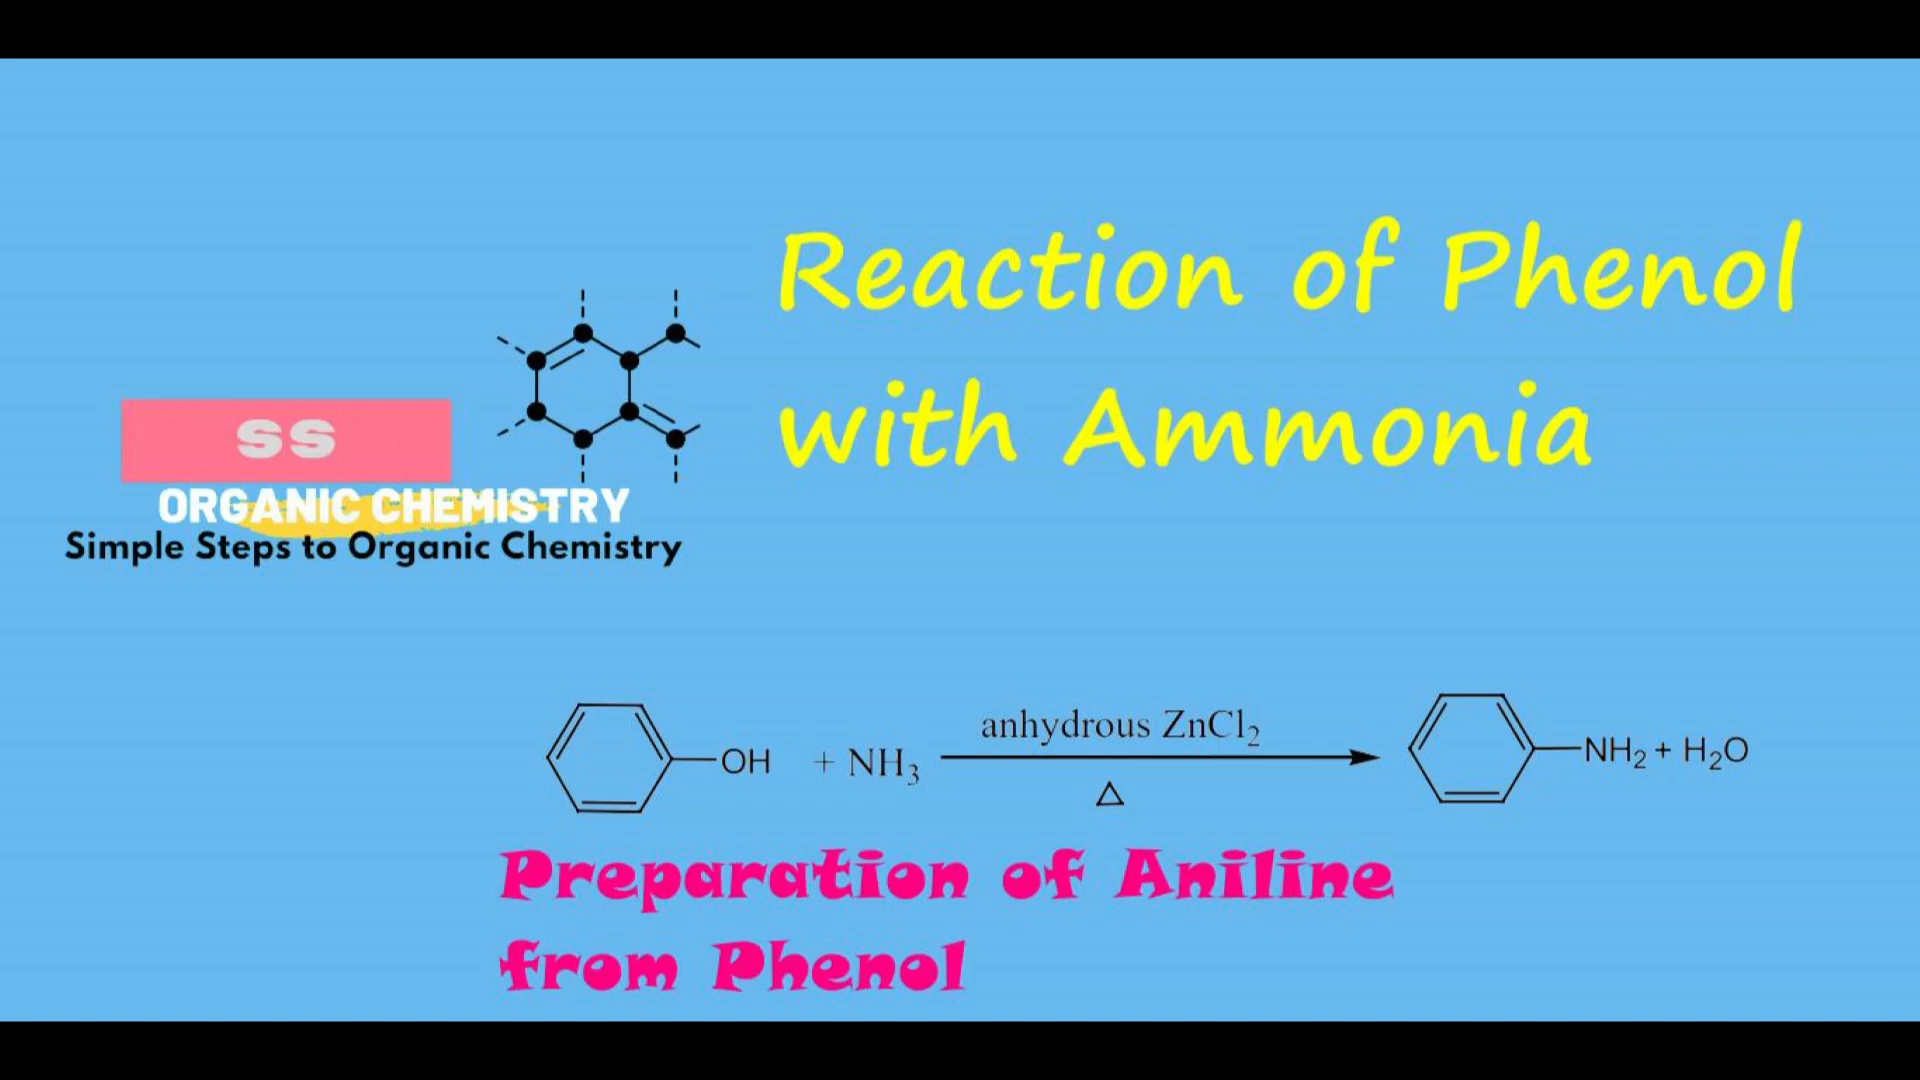 Reaction of Phenol
with Ammonia
SS
ORGANIC CHEMISTRY
Simple Steps to Organic Chemistry
anhydrous ZnCl₂
OH + NH₃ NH₂ + H₂O
△
Preparation of Aniline
from Phenol